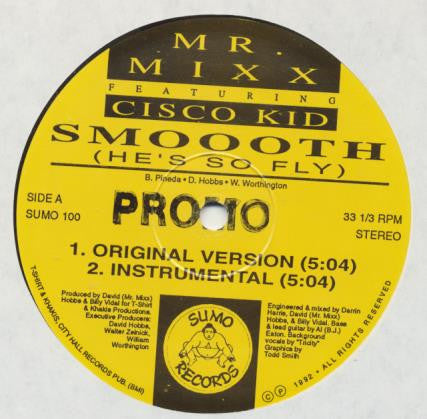 MR.
MIXX
FEATURING
CISCO KID
SMOOOTH
(HE'S SO FLY)
B. Pineda • D. Hobbs • W. Worthington
SIDE A
SUMO 100
PROMO
33 1/3 RPM
STEREO
1. ORIGINAL VERSION (5:04)
2. INSTRUMENTAL (5:04)
Produced by David (Mr. Mixx)
Hobbe & Billy Vidal for T-Shirt
& Khakis Productions.
Executive Producers:
David Hobbs,
Walter Zelnick,
William
Worthington
SUMO
RECORDS
Engineered & mixed by Darrin
Harris, David (Mr. Mixx)
Hobbs, & Billy Vidal. Bass
& lead guitar by Al (B.J.)
Eaton. Background
vocals by "Tricity"
Graphics by
Todd Smith
T-SHIRT & KHAKIS, CITY HALL RECORDS PUB. (BMI)
© ℗ 1992 • ALL RIGHTS RESERVED